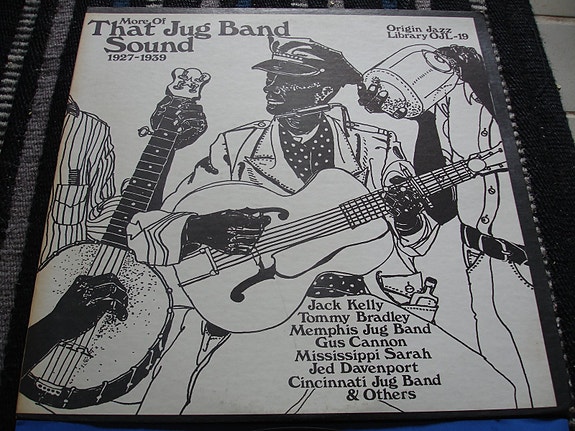 More Of
That Jug Band
Sound
1927-1939
Origin Jazz
Library OJL-19
Jack Kelly
Tommy Bradley
Memphis Jug Band
Gus Cannon
Mississippi Sarah
Jed Davenport
Cincinnati Jug Band
& Others